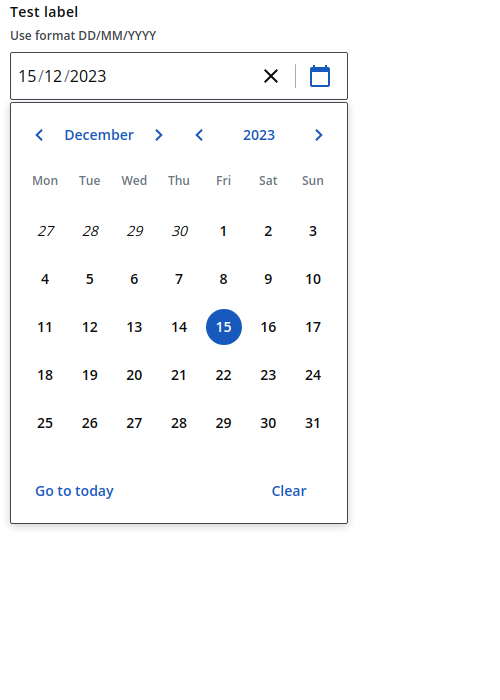 Test label
Use format DD/MM/YYYY
15/12/2023
December 2023
Mon Tue Wed Thu Fri Sat Sun
27 28 29 30 1 2 3
4 5 6 7 8 9 10
11 12 13 14 15 16 17
18 19 20 21 22 23 24
25 26 27 28 29 30 31
Go to today Clear